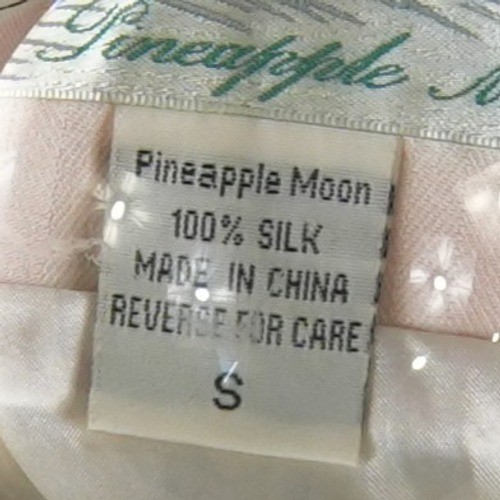 Pineapple
Pineapple Moon
100% SILK
MADE IN CHINA
REVERSE FOR CARE
S